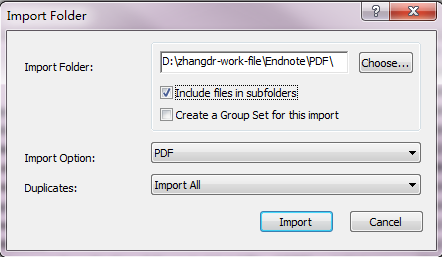 Import Folder
Import Folder: D:\zhangdr-work-file\Endnote\PDF\ Choose...
Include files in subfolders
Create a Group Set for this import
Import Option: PDF
Duplicates: Import All
Import Cancel